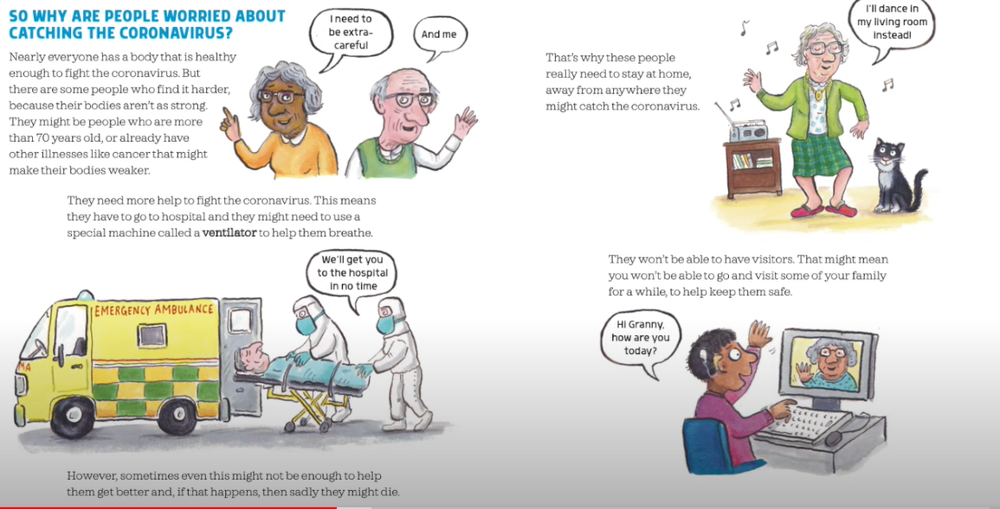 SO WHY ARE PEOPLE WORRIED ABOUT
CATCHING THE CORONAVIRUS?
Nearly everyone has a body that is healthy
enough to fight the coronavirus. But
there are some people who find it harder,
because their bodies aren't as strong.
They might be people who are more
than 70 years old, or already have
other illnesses like cancer that might
make their bodies weaker.
I need to
be extra-
careful
And me
They need more help to fight the coronavirus. This means
they have to go to hospital and they might need to use a
special machine called a ventilator to help them breathe.
We'll get you
to the hospital
in no time
EMERGENCY AMBULANCE
However, sometimes even this might not be enough to help
them get better and, if that happens, then sadly they might die.
I'll dance in
my living room
instead!
That's why these people
really need to stay at home,
away from anywhere they
might catch the coronavirus.
They won't be able to have visitors. That might mean
you won't be able to go and visit some of your family
for a while, to help keep them safe.
Hi Granny,
how are you
today?